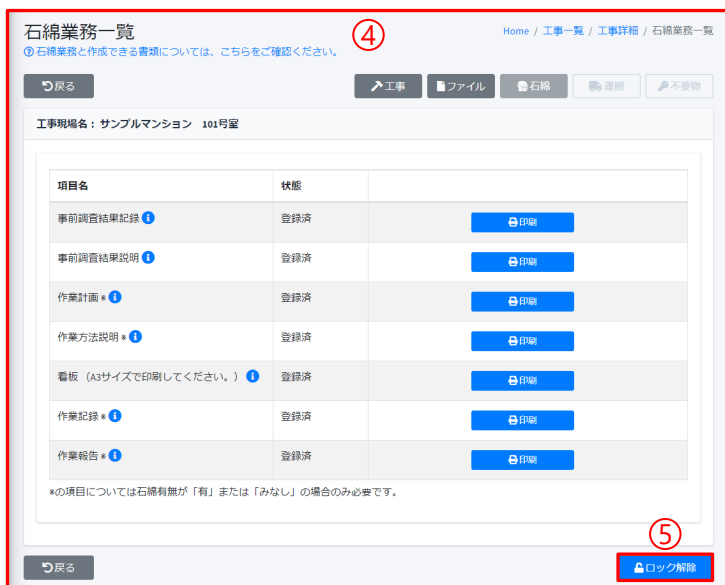 石綿業務一覧
④
Home / 工事一覧 / 工事詳細 / 石綿業務一覧
石綿業務と作成できる書類については、こちらをご確認ください。
戻る
工事
ファイル
石綿
運搬
不要物
工事現場名： サンプルマンション 101号室
項目名 状態
事前調査結果記録 登録済 印刷
事前調査結果説明 登録済 印刷
作業計画※ 登録済 印刷
作業方法説明※ 登録済 印刷
看板 （A3サイズで印刷してください。） 登録済 印刷
作業記録※ 登録済 印刷
作業報告※ 登録済 印刷
※の項目については石綿有無が「有」または「みなし」の場合のみ必要です。
⑤
戻る
ロック解除